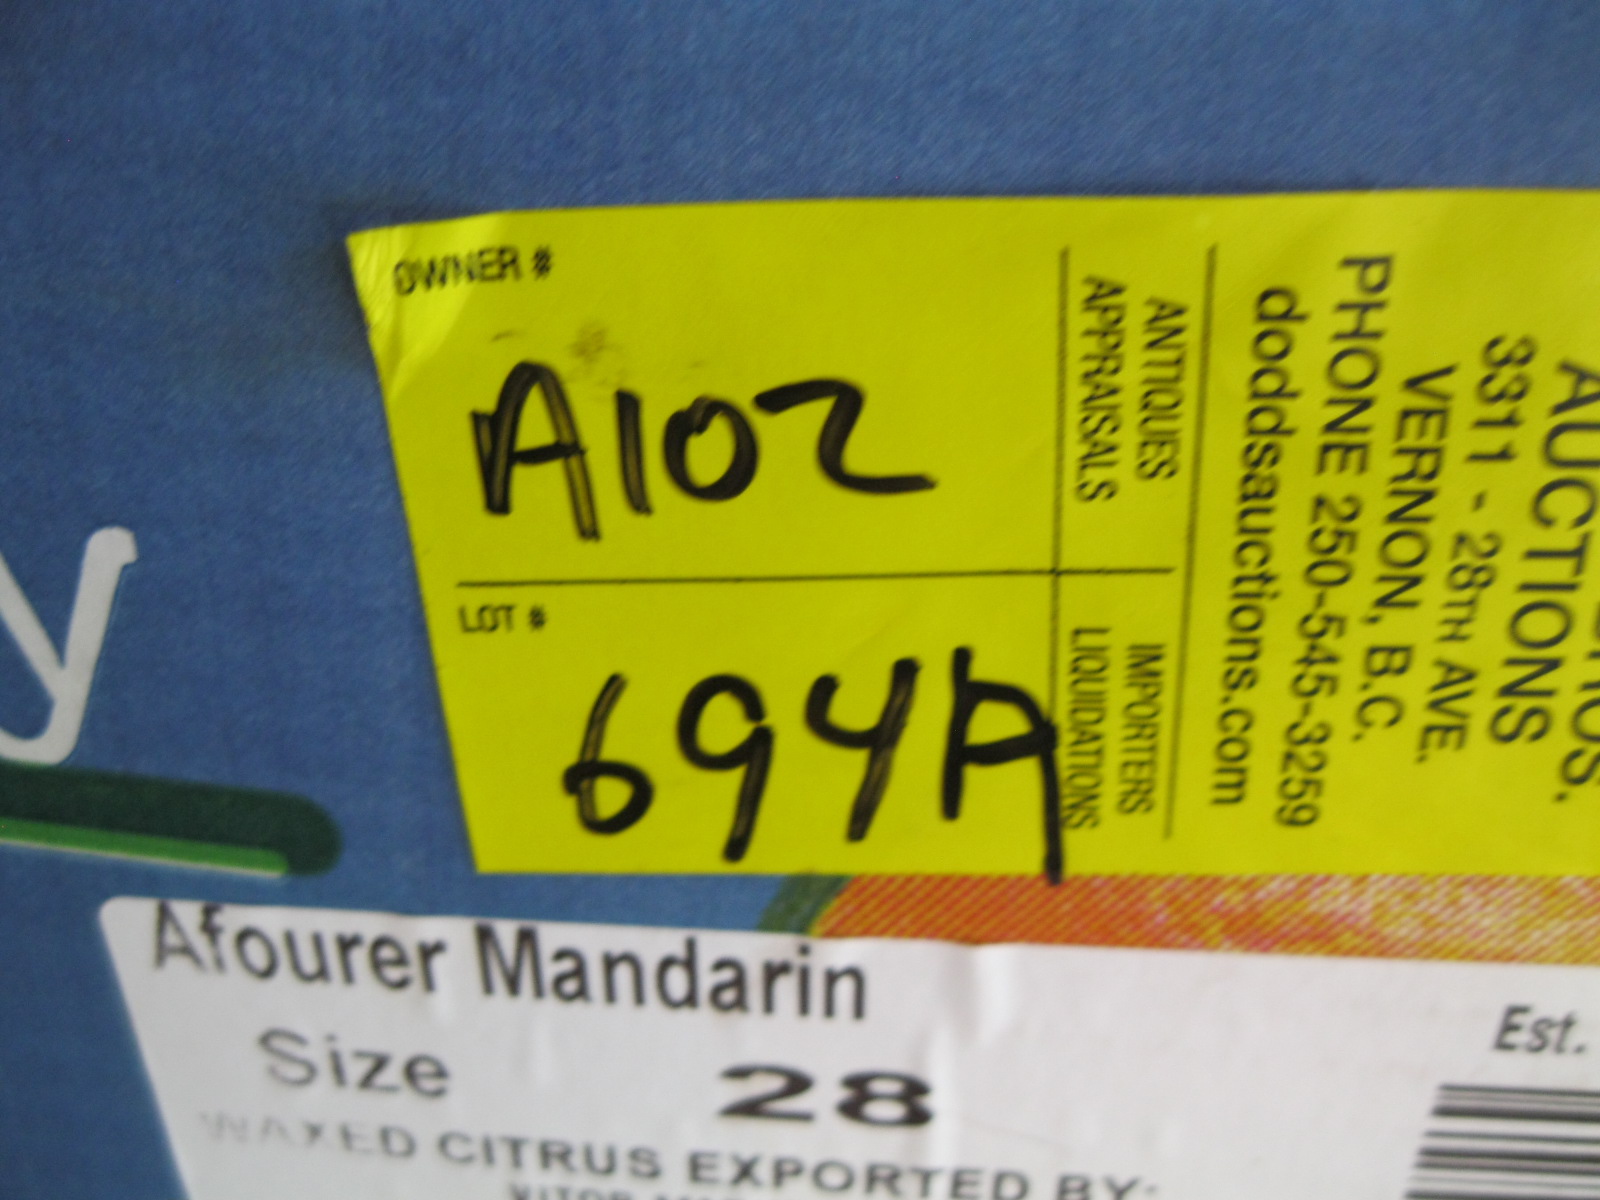 OWNER #
A102
LOT #
694A
ANTIQUES
APPRAISALS
IMPORTERS
LIQUIDATIONS
AUCTIONS
3311 - 28TH AVE.
VERNON, B.C.
PHONE 250-545-3259
doddsauctions.com
y
Afourer Mandarin
Size 28
WAXED CITRUS EXPORTED BY:
Est.